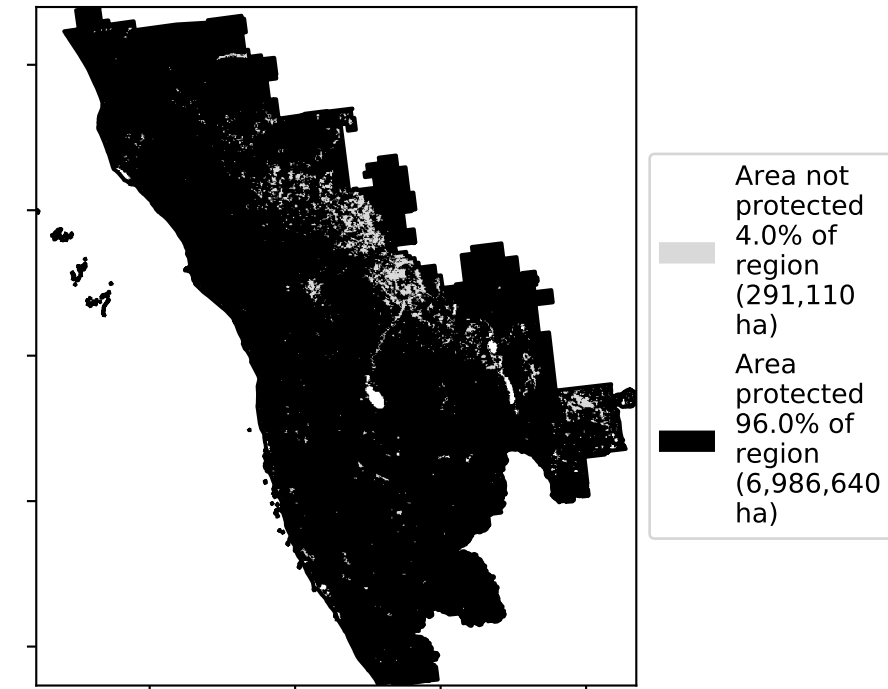 Area not
protected
4.0% of
region
(291,110
ha)
Area
protected
96.0% of
region
(6,986,640
ha)